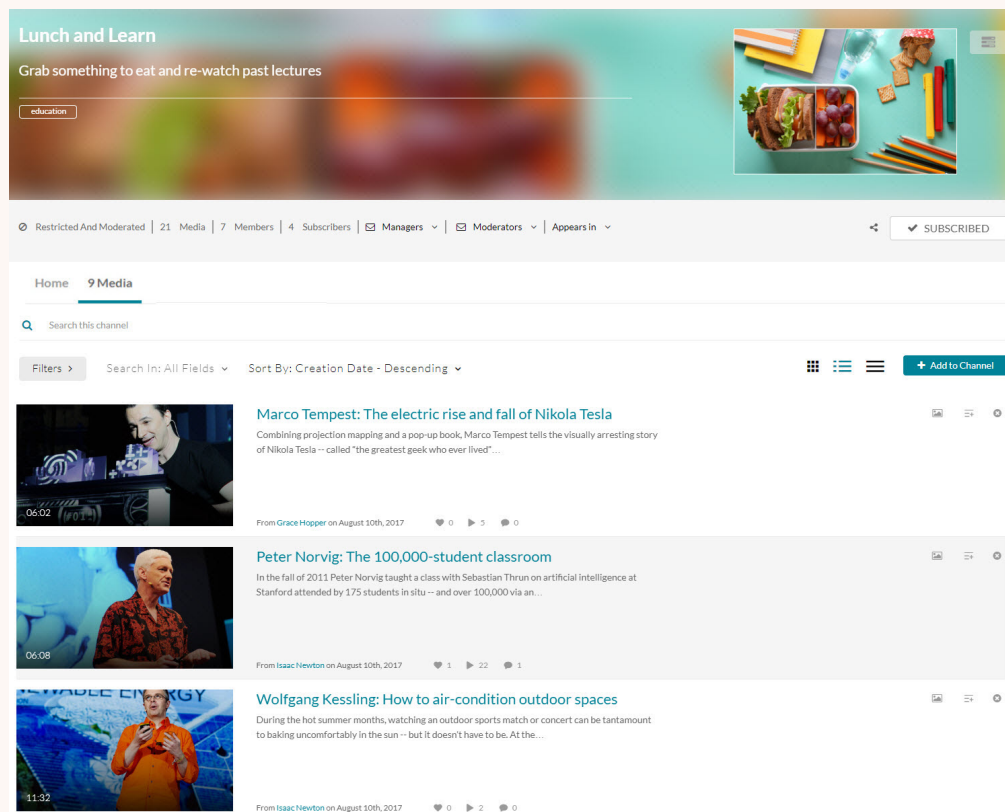 Lunch and Learn
Grab something to eat and re-watch past lectures
education
Restricted And Moderated | 21 Media | 7 Members | 4 Subscribers | Managers | Moderators | Appears in
SUBSCRIBED
Home 9 Media
Search this channel
Filters > Search In: All Fields Sort By: Creation Date - Descending
+ Add to Channel
Marco Tempest: The electric rise and fall of Nikola Tesla
Combining projection mapping and a pop-up book, Marco Tempest tells the visually arresting story
of Nikola Tesla -- called "the greatest geek who ever lived"...
06:02
From Grace Hopper on August 10th, 2017 0 5 0
Peter Norvig: The 100,000-student classroom
In the fall of 2011 Peter Norvig taught a class with Sebastian Thrun on artificial intelligence at
Stanford attended by 175 students in situ -- and over 100,000 via an...
06:08
From Isaac Newton on August 10th, 2017 1 22 1
Wolfgang Kessling: How to air-condition outdoor spaces
During the hot summer months, watching an outdoor sports match or concert can be tantamount
to baking uncomfortably in the sun -- but it doesn't have to be. At the...
11:32
From Isaac Newton on August 10th, 2017 0 2 0